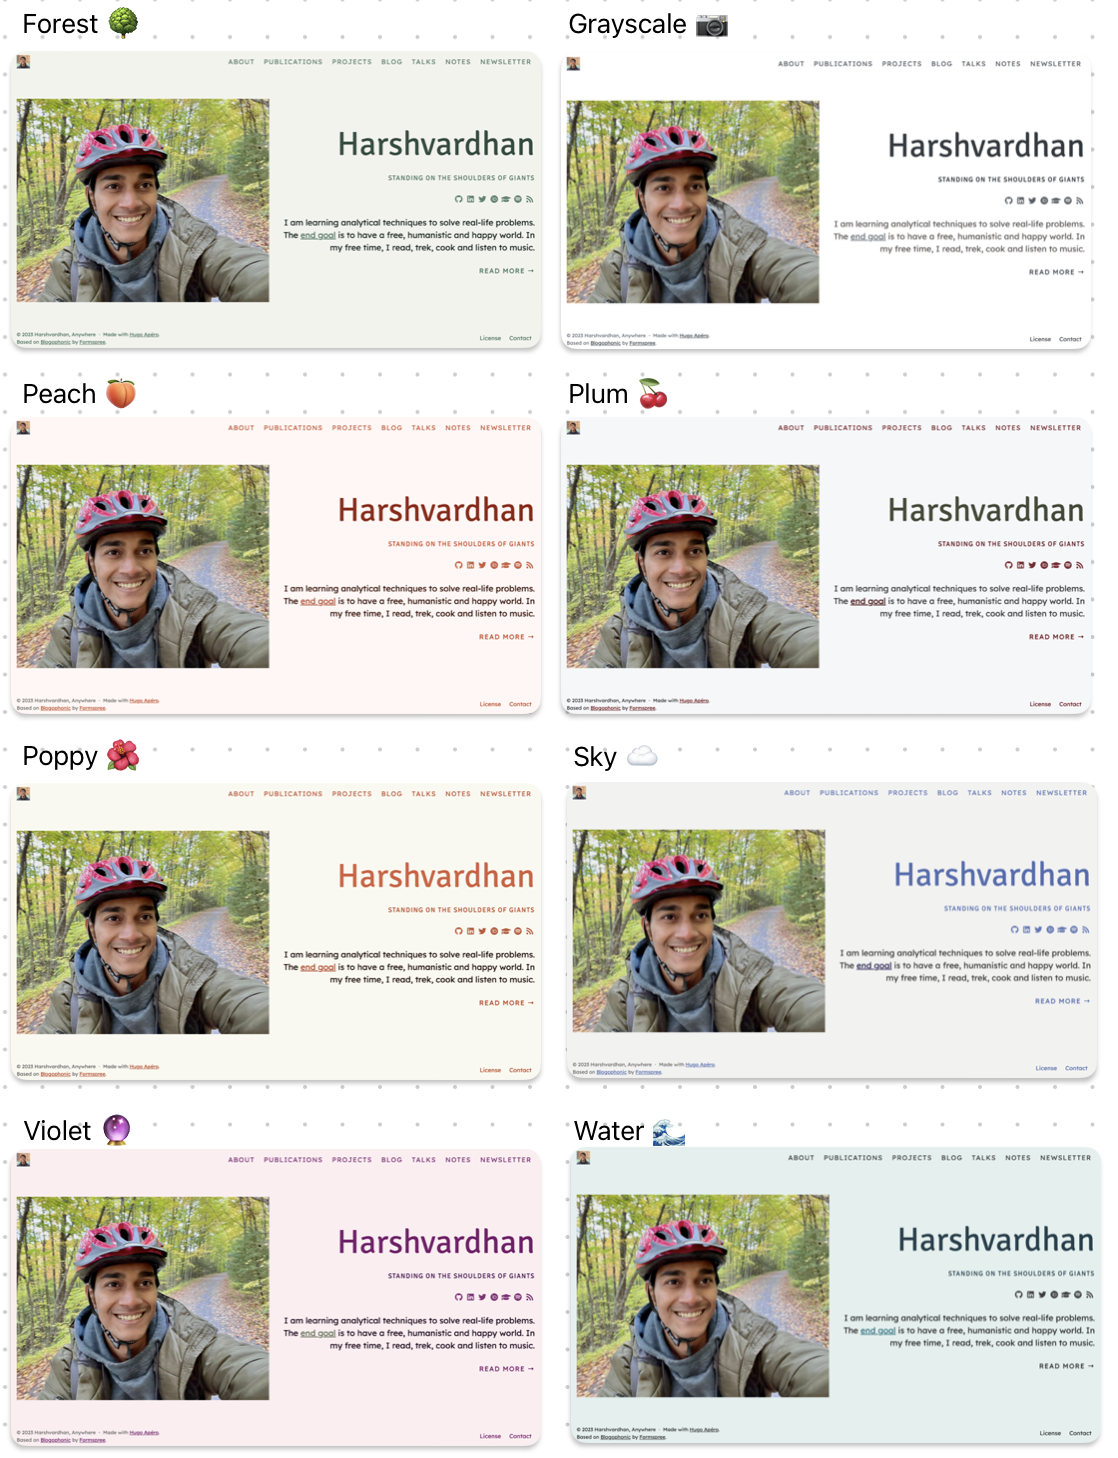 Forest 🌳
ABOUT PUBLICATIONS PROJECTS BLOG TALKS NOTES NEWSLETTER
Harshvardhan
STANDING ON THE SHOULDERS OF GIANTS
I am learning analytical techniques to solve real-life problems.
The end goal is to have a free, humanistic and happy world. In
my free time, I read, trek, cook and listen to music.
READ MORE →
© 2023 Harshvardhan, Anywhere · Made with Hugo Apéro.
Based on Blogophonic by Formspree.
License Contact
Grayscale 📷
ABOUT PUBLICATIONS PROJECTS BLOG TALKS NOTES NEWSLETTER
Harshvardhan
STANDING ON THE SHOULDERS OF GIANTS
I am learning analytical techniques to solve real-life problems.
The end goal is to have a free, humanistic and happy world. In
my free time, I read, trek, cook and listen to music.
READ MORE →
© 2023 Harshvardhan, Anywhere · Made with Hugo Apéro.
Based on Blogophonic by Formspree.
License Contact
Peach 🍑
ABOUT PUBLICATIONS PROJECTS BLOG TALKS NOTES NEWSLETTER
Harshvardhan
STANDING ON THE SHOULDERS OF GIANTS
I am learning analytical techniques to solve real-life problems.
The end goal is to have a free, humanistic and happy world. In
my free time, I read, trek, cook and listen to music.
READ MORE →
© 2023 Harshvardhan, Anywhere · Made with Hugo Apéro.
Based on Blogophonic by Formspree.
License Contact
Plum 🍒
ABOUT PUBLICATIONS PROJECTS BLOG TALKS NOTES NEWSLETTER
Harshvardhan
STANDING ON THE SHOULDERS OF GIANTS
I am learning analytical techniques to solve real-life problems.
The end goal is to have a free, humanistic and happy world. In
my free time, I read, trek, cook and listen to music.
READ MORE →
© 2023 Harshvardhan, Anywhere · Made with Hugo Apéro.
Based on Blogophonic by Formspree.
License Contact
Poppy 🌺
ABOUT PUBLICATIONS PROJECTS BLOG TALKS NOTES NEWSLETTER
Harshvardhan
STANDING ON THE SHOULDERS OF GIANTS
I am learning analytical techniques to solve real-life problems.
The end goal is to have a free, humanistic and happy world. In
my free time, I read, trek, cook and listen to music.
READ MORE →
© 2023 Harshvardhan, Anywhere · Made with Hugo Apéro.
Based on Blogophonic by Formspree.
License Contact
Sky ☁️
ABOUT PUBLICATIONS PROJECTS BLOG TALKS NOTES NEWSLETTER
Harshvardhan
STANDING ON THE SHOULDERS OF GIANTS
I am learning analytical techniques to solve real-life problems.
The end goal is to have a free, humanistic and happy world. In
my free time, I read, trek, cook and listen to music.
READ MORE →
© 2023 Harshvardhan, Anywhere · Made with Hugo Apéro.
Based on Blogophonic by Formspree.
License Contact
Violet 🔮
ABOUT PUBLICATIONS PROJECTS BLOG TALKS NOTES NEWSLETTER
Harshvardhan
STANDING ON THE SHOULDERS OF GIANTS
I am learning analytical techniques to solve real-life problems.
The end goal is to have a free, humanistic and happy world. In
my free time, I read, trek, cook and listen to music.
READ MORE →
© 2023 Harshvardhan, Anywhere · Made with Hugo Apéro.
Based on Blogophonic by Formspree.
License Contact
Water 🌊
ABOUT PUBLICATIONS PROJECTS BLOG TALKS NOTES NEWSLETTER
Harshvardhan
STANDING ON THE SHOULDERS OF GIANTS
I am learning analytical techniques to solve real-life problems.
The end goal is to have a free, humanistic and happy world. In
my free time, I read, trek, cook and listen to music.
READ MORE →
© 2023 Harshvardhan, Anywhere · Made with Hugo Apéro.
Based on Blogophonic by Formspree.
License Contact